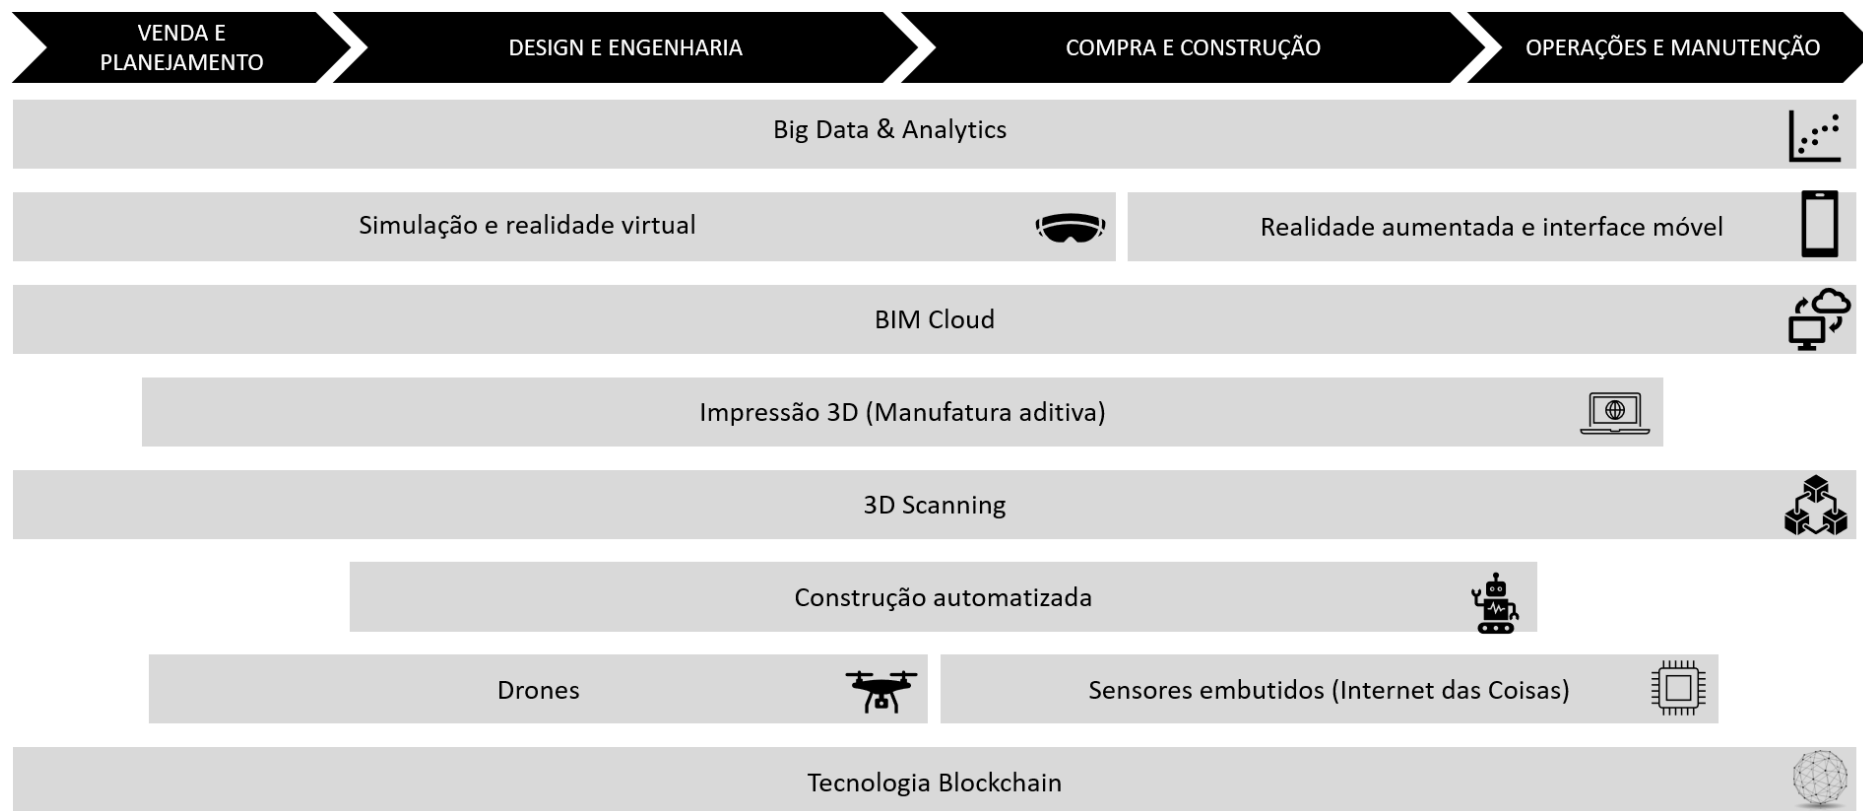 VENDA E
PLANEJAMENTO
DESIGN E ENGENHARIA
COMPRA E CONSTRUÇÃO
OPERAÇÕES E MANUTENÇÃO
Big Data & Analytics
Simulação e realidade virtual
Realidade aumentada e interface móvel
BIM Cloud
Impressão 3D (Manufatura aditiva)
3D Scanning
Construção automatizada
Drones
Sensores embutidos (Internet das Coisas)
Tecnologia Blockchain